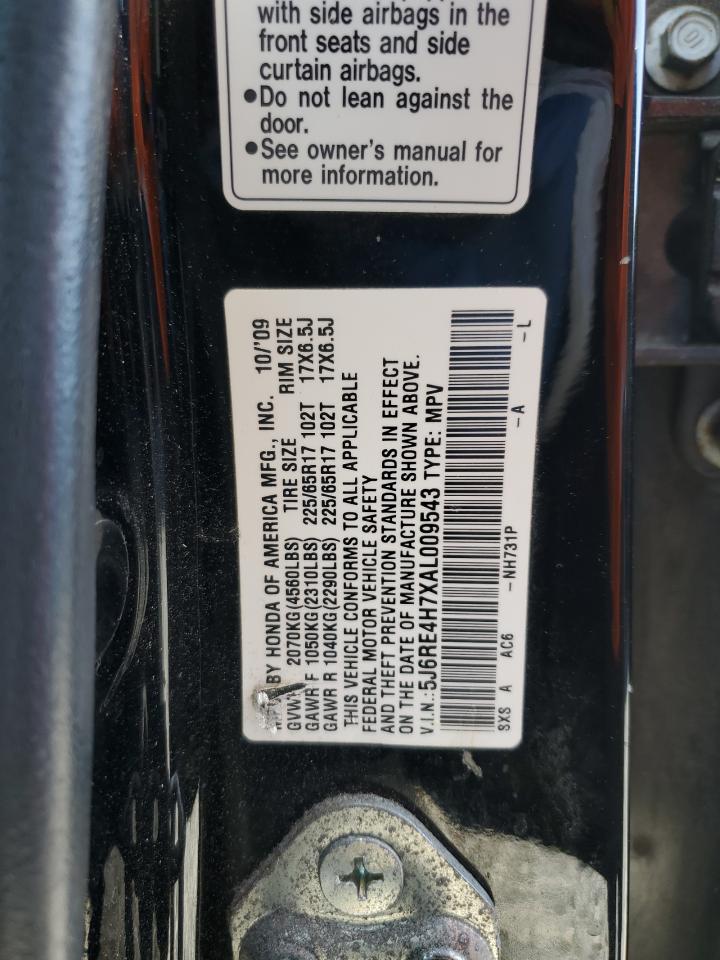 with side airbags in the
front seats and side
curtain airbags.
●Do not lean against the
door.
●See owner's manual for
more information.
BY HONDA OF AMERICA MFG., INC. 10/'09
GVW 2070KG(4560LBS) TIRE SIZE RIM SIZE
GAWR F 1050KG(2310LBS) 225/65R17 102T 17X6.5J
GAWR R 1040KG(2290LBS) 225/65R17 102T 17X6.5J
THIS VEHICLE CONFORMS TO ALL APPLICABLE
FEDERAL MOTOR VEHICLE SAFETY
AND THEFT PREVENTION STANDARDS IN EFFECT
ON THE DATE OF MANUFACTURE SHOWN ABOVE.
V.I.N.:5J6RE4H7XAL009543 TYPE: MPV
SXS A AC6 -NH731P -A -L
10